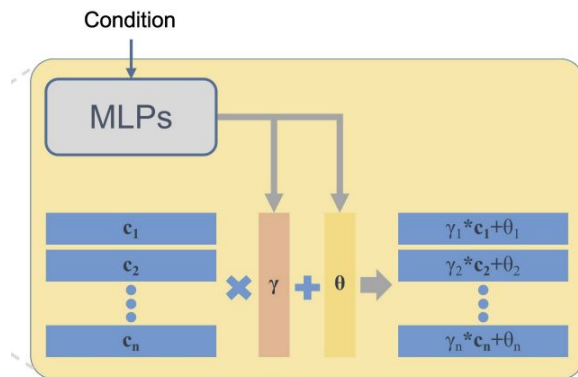 Condition
MLPs
c₁
c₂
cₙ
γ
θ
γ₁*c₁+θ₁
γ₂*c₂+θ₂
γₙ*cₙ+θₙ